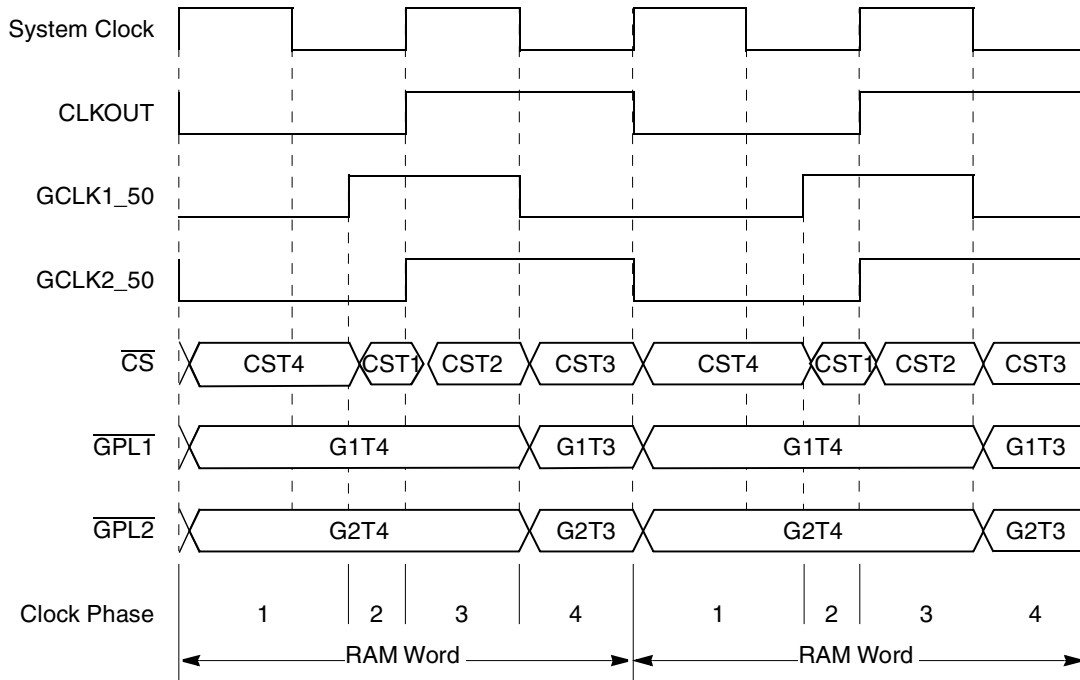 System Clock
CLKOUT
GCLK1_50
GCLK2_50
CS CST4 CST1 CST2 CST3 CST4 CST1 CST2 CST3
GPL1 G1T4 G1T3 G1T4 G1T3
GPL2 G2T4 G2T3 G2T4 G2T3
Clock Phase 1 2 3 4 1 2 3 4
RAM Word RAM Word